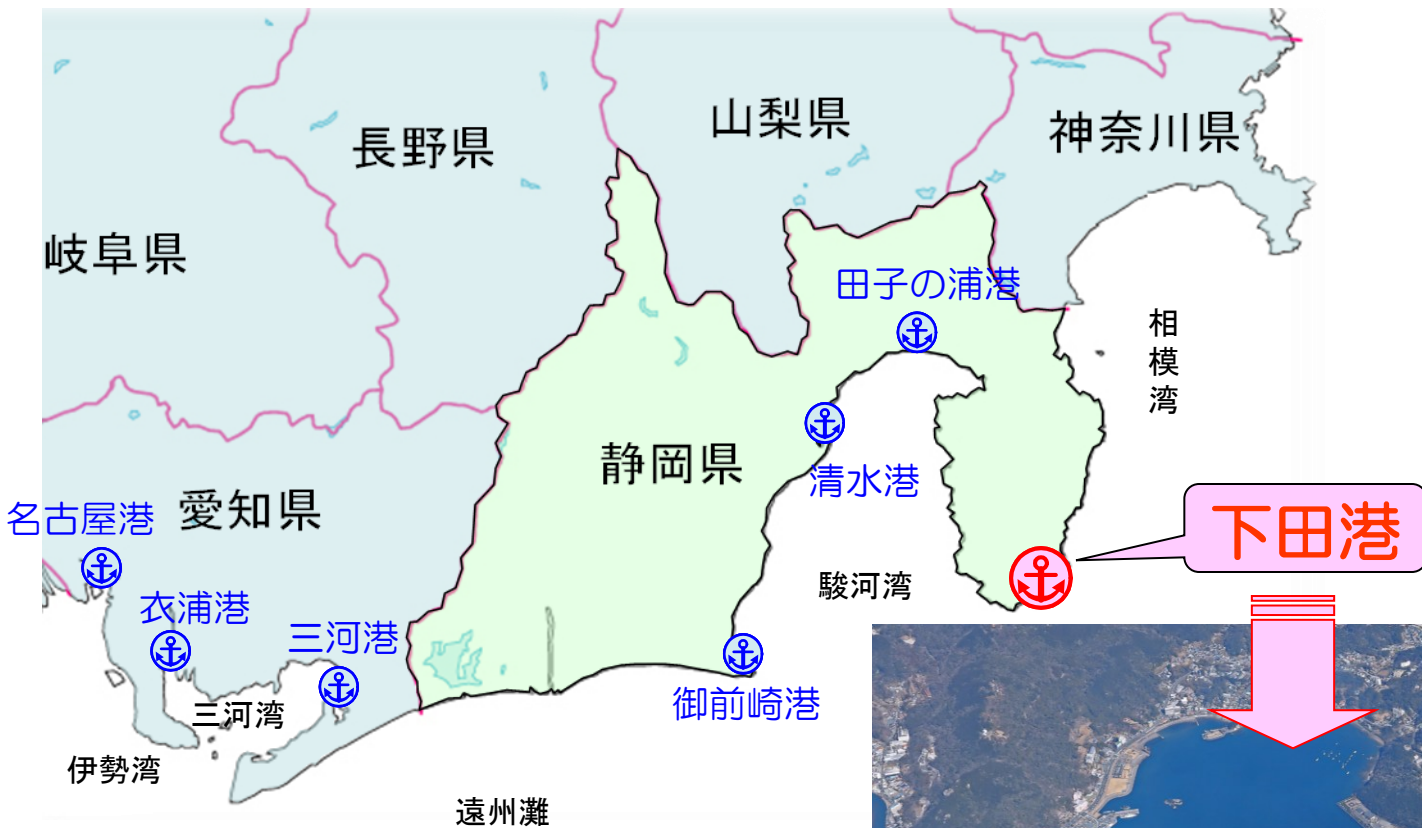 山梨県
神奈川県
長野県
岐阜県
田子の浦港
相模湾
静岡県
清水港
愛知県
名古屋港
下田港
駿河湾
衣浦港
三河港
御前崎港
三河湾
伊勢湾
遠州灘